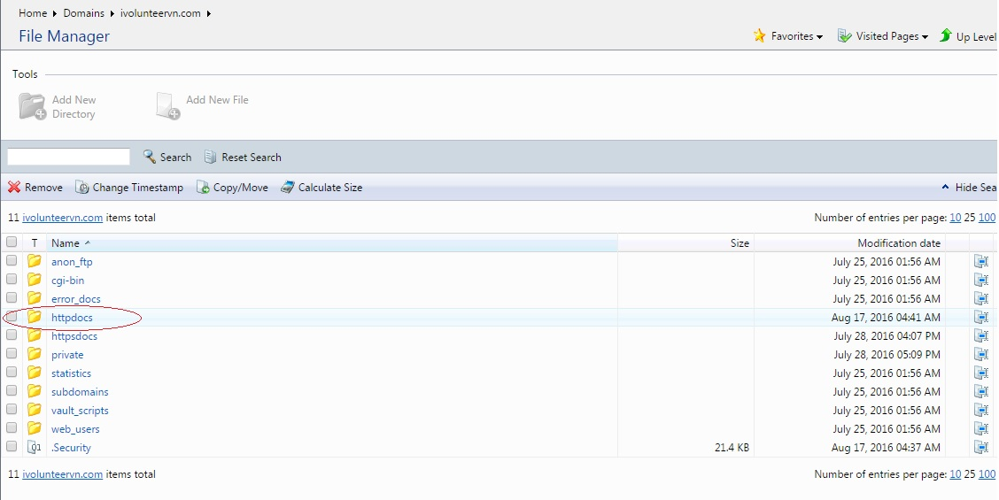 Home Domains ivolunteervn.com
File Manager
Favorites Visited Pages Up Level
Tools
Add New Directory
Add New File
Search Reset Search
Remove Change Timestamp Copy/Move Calculate Size Hide Sea
11 ivolunteervn.com items total Number of entries per page: 10 25 100
T Name Size Modification date
anon_ftp July 25, 2016 01:56 AM
cgi-bin July 25, 2016 01:56 AM
error_docs July 25, 2016 01:56 AM
httpdocs Aug 17, 2016 04:41 AM
httpsdocs July 28, 2016 04:07 PM
private July 28, 2016 05:09 PM
statistics July 25, 2016 01:56 AM
subdomains July 25, 2016 01:56 AM
vault_scripts July 25, 2016 01:56 AM
web_users July 25, 2016 01:56 AM
.Security 21.4 KB Aug 17, 2016 04:37 AM
11 ivolunteervn.com items total Number of entries per page: 10 25 100